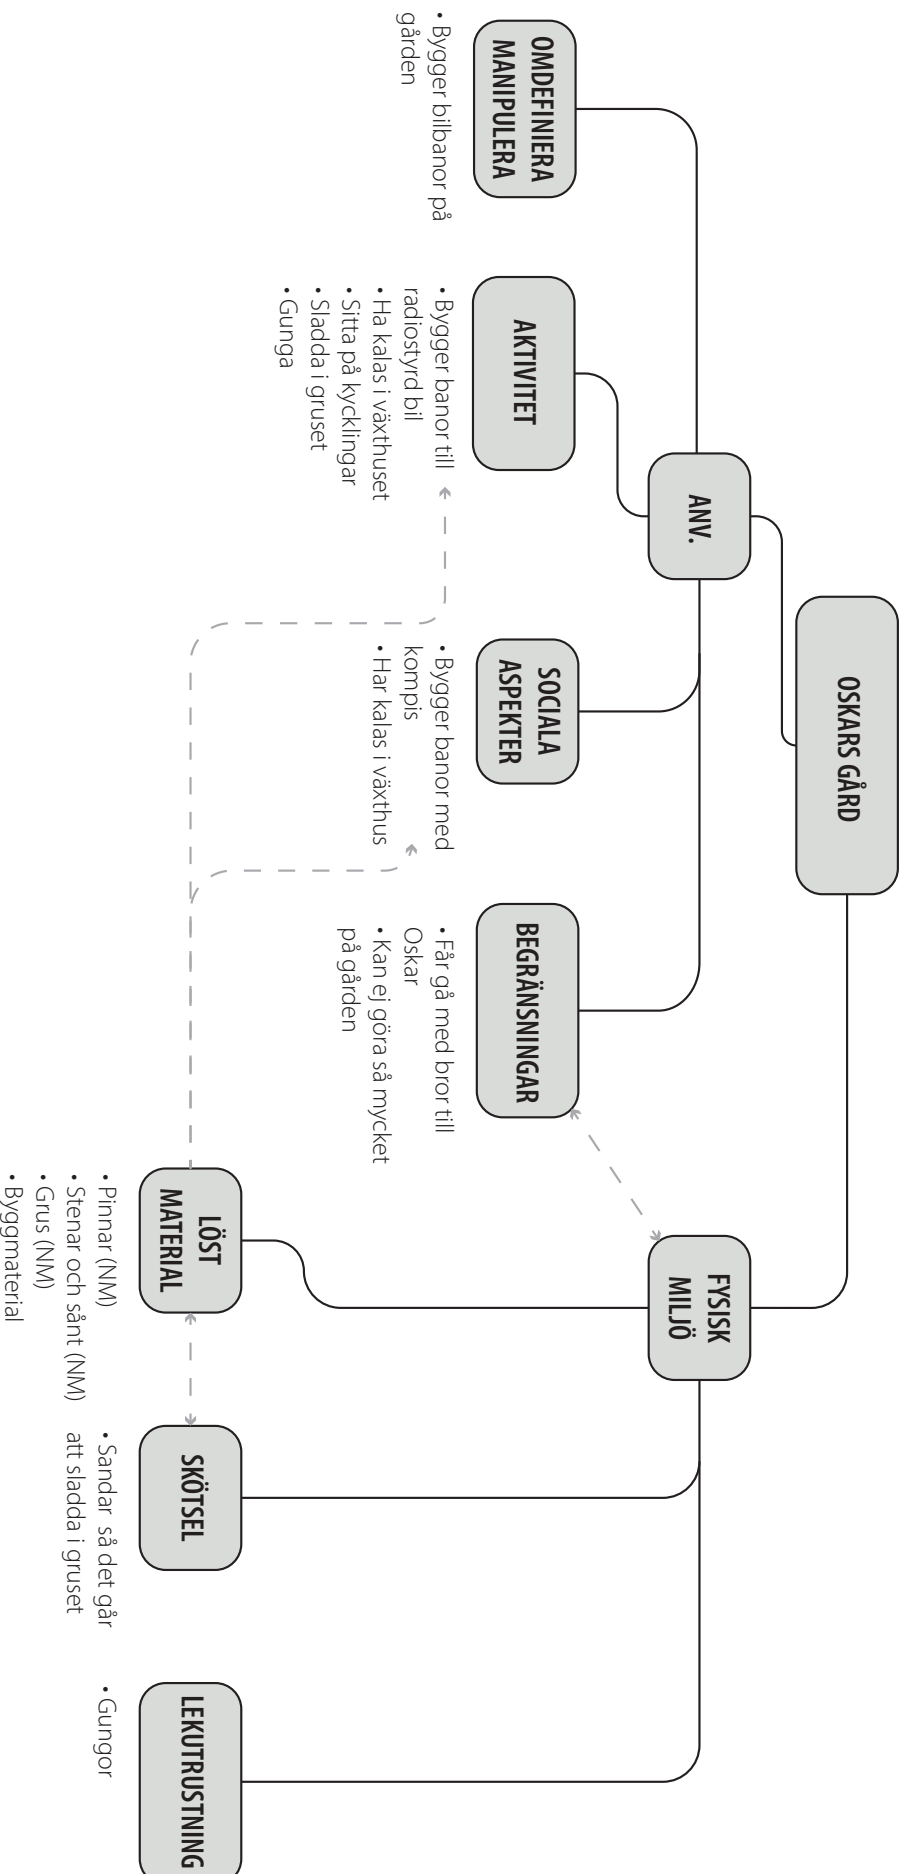 OSKARS GÅRD
ANV.
FYSISK
MILJÖ
OMDEFINIERA
MANIPULERA
• Bygger bilbanor på
gården
AKTIVITET
• Bygger banor till
radiostyrd bil
• Ha kalas i växthuset
• Sitta på kycklingar
• Sladda i gruset
• Gunga
SOCIALA
ASPEKTER
• Bygger banor med
kompis
• Har kalas i växthus
BEGRÄNSNINGAR
• Får gå med bror till
Oskar
• Kan ej göra så mycket
på gården
LÖST
MATERIAL
• Pinnar (NM)
• Stenar och sånt (NM)
• Grus (NM)
• Byggmaterial
SKÖTSEL
• Sandar så det går
att sladda i gruset
LEKUTRUSTNING
• Gungor